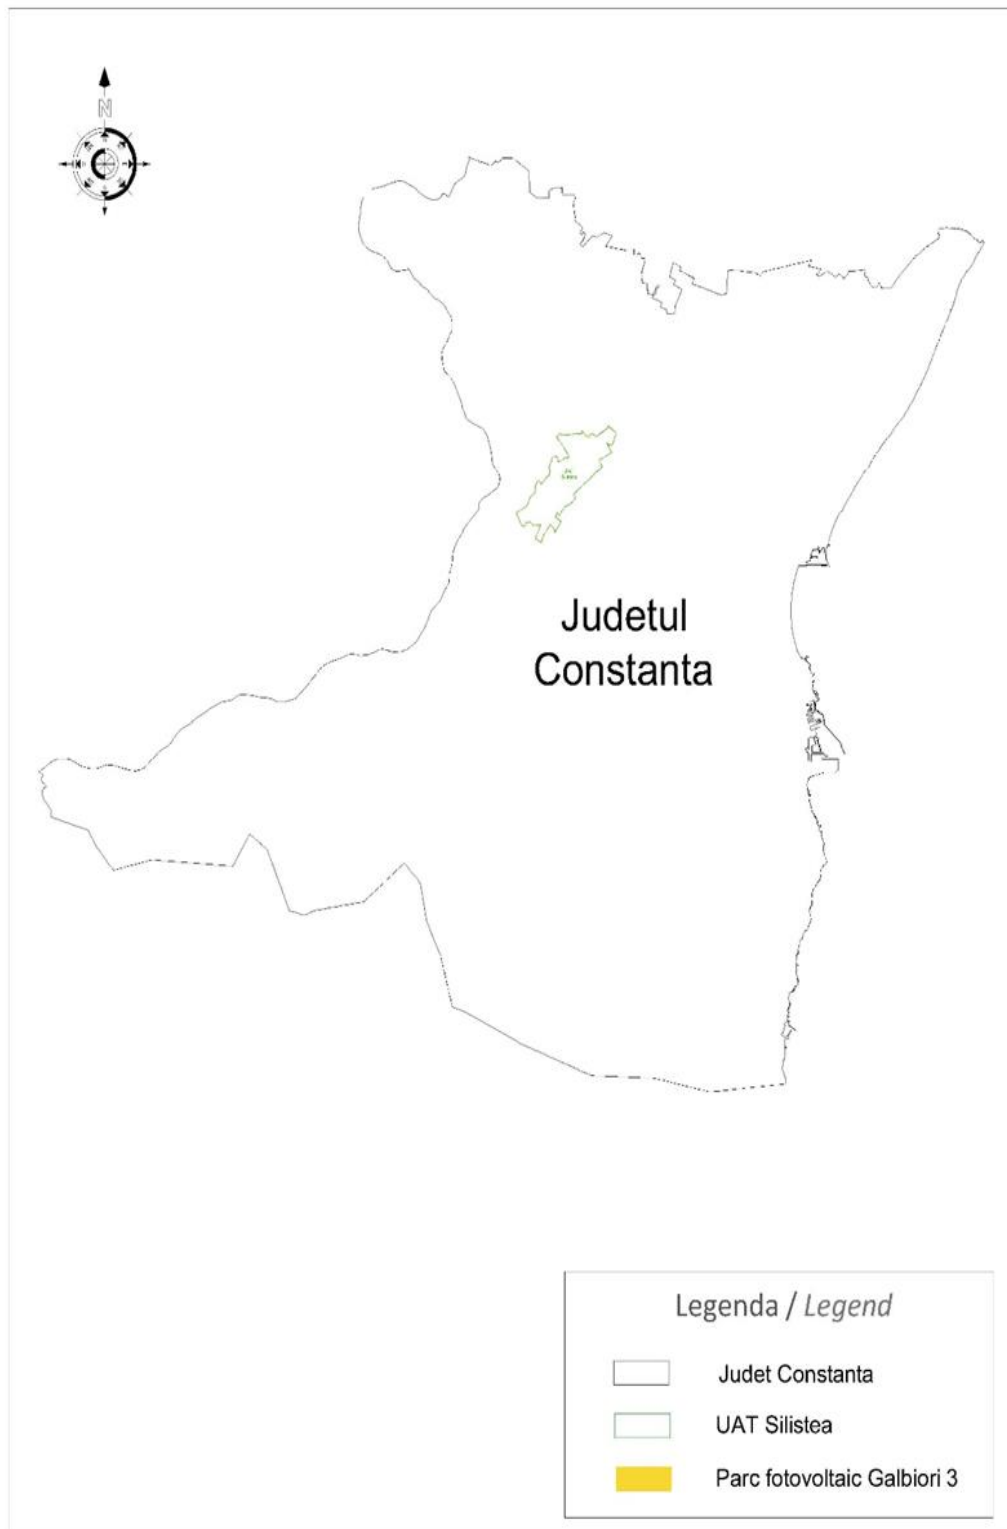 N
Judetul
Constanta
Legenda / Legend
Judet Constanta
UAT Silistea
Parc fotovoltaic Galbiori 3